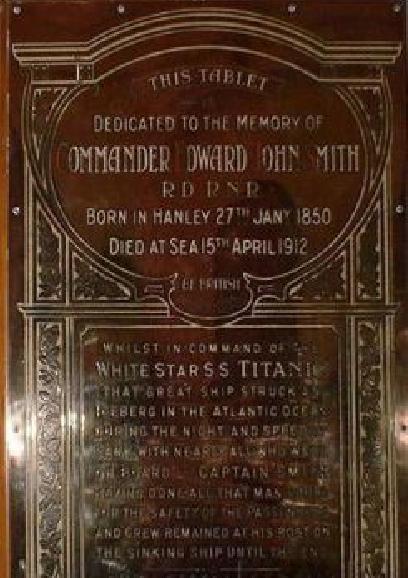 THIS TABLET
IS
DEDICATED TO THE MEMORY OF
COMMANDER EDWARD JOHN SMITH
R D R N R
BORN IN HANLEY 27TH JANY 1850
DIED AT SEA 15TH APRIL 1912
BE BRITISH
WHILST IN COMMAND OF THE
WHITE STAR S S TITANIC
THAT GREAT SHIP STRUCK AN
ICEBERG IN THE ATLANTIC OCEAN
DURING THE NIGHT AND SPEEDILY
SANK WITH NEARLY ALL WHO WERE
ON BOARD CAPTAIN SMITH
HAVING DONE ALL THAT MAN COULD
FOR THE SAFETY OF THE PASSENGERS
AND CREW REMAINED AT HIS POST ON
THE SINKING SHIP UNTIL THE END